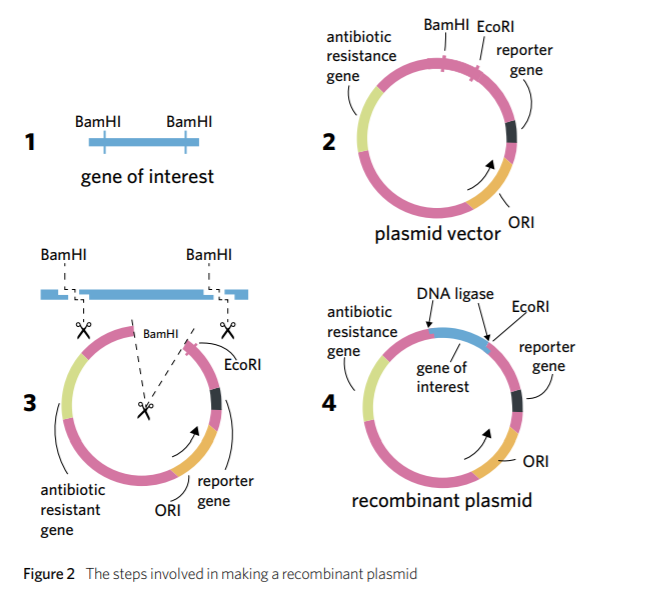 1
BamHI BamHI
gene of interest
2
BamHI EcoRI
antibiotic
resistance
gene
reporter
gene
ORI
plasmid vector
3
BamHI BamHI
BamHI
EcoRI
antibiotic
resistant
gene
ORI
reporter
gene
4
DNA ligase
EcoRI
antibiotic
resistance
gene
reporter
gene
gene of
interest
ORI
recombinant plasmid
Figure 2 The steps involved in making a recombinant plasmid